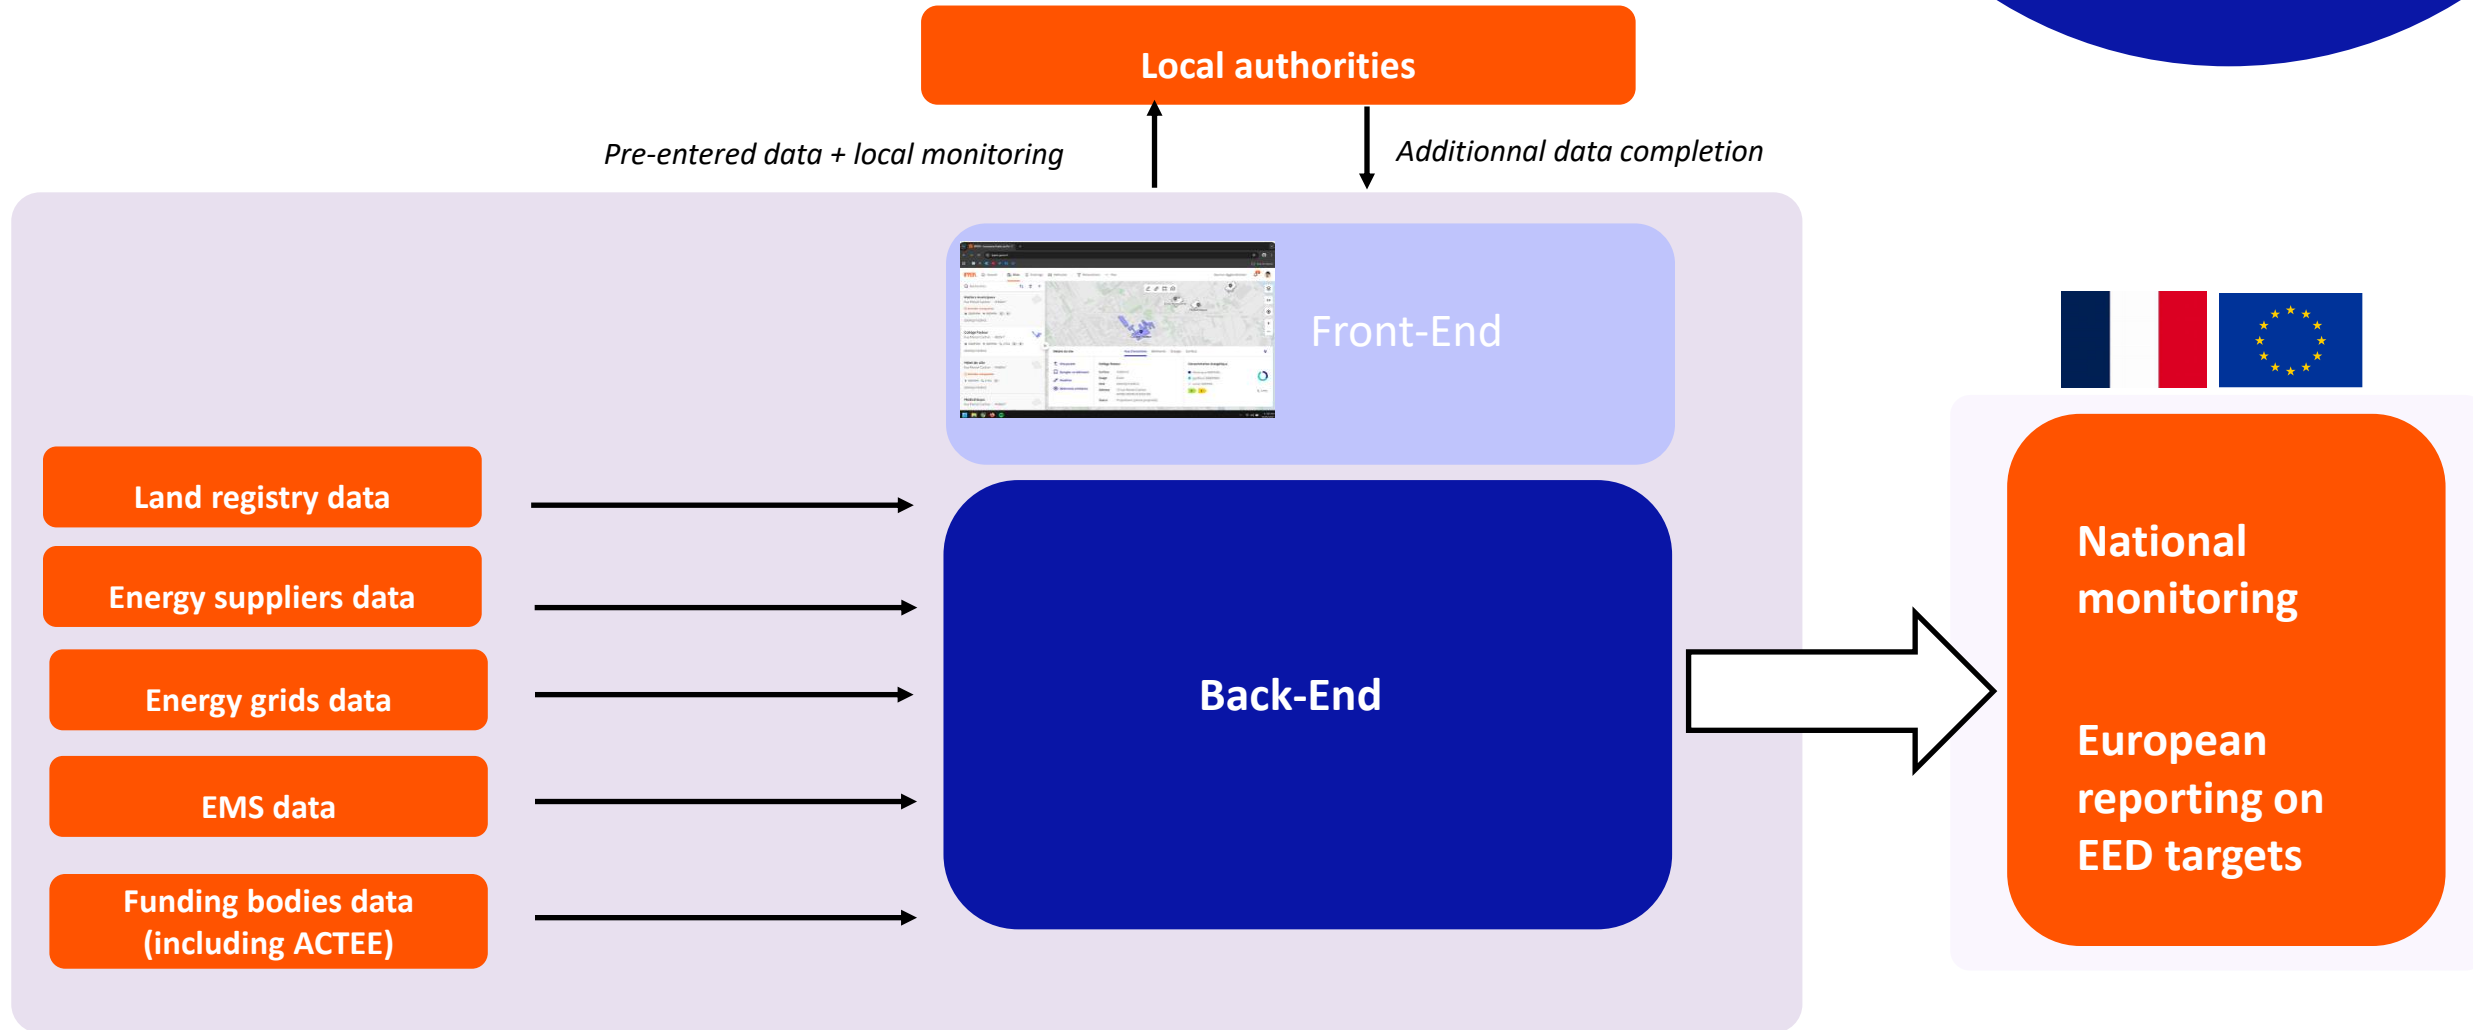 Local authorities
Pre-entered data + local monitoring
Additionnal data completion
Front-End
Land registry data
Energy suppliers data
Energy grids data
EMS data
Funding bodies data
(including ACTEE)
Back-End
National
monitoring
European
reporting on
EED targets